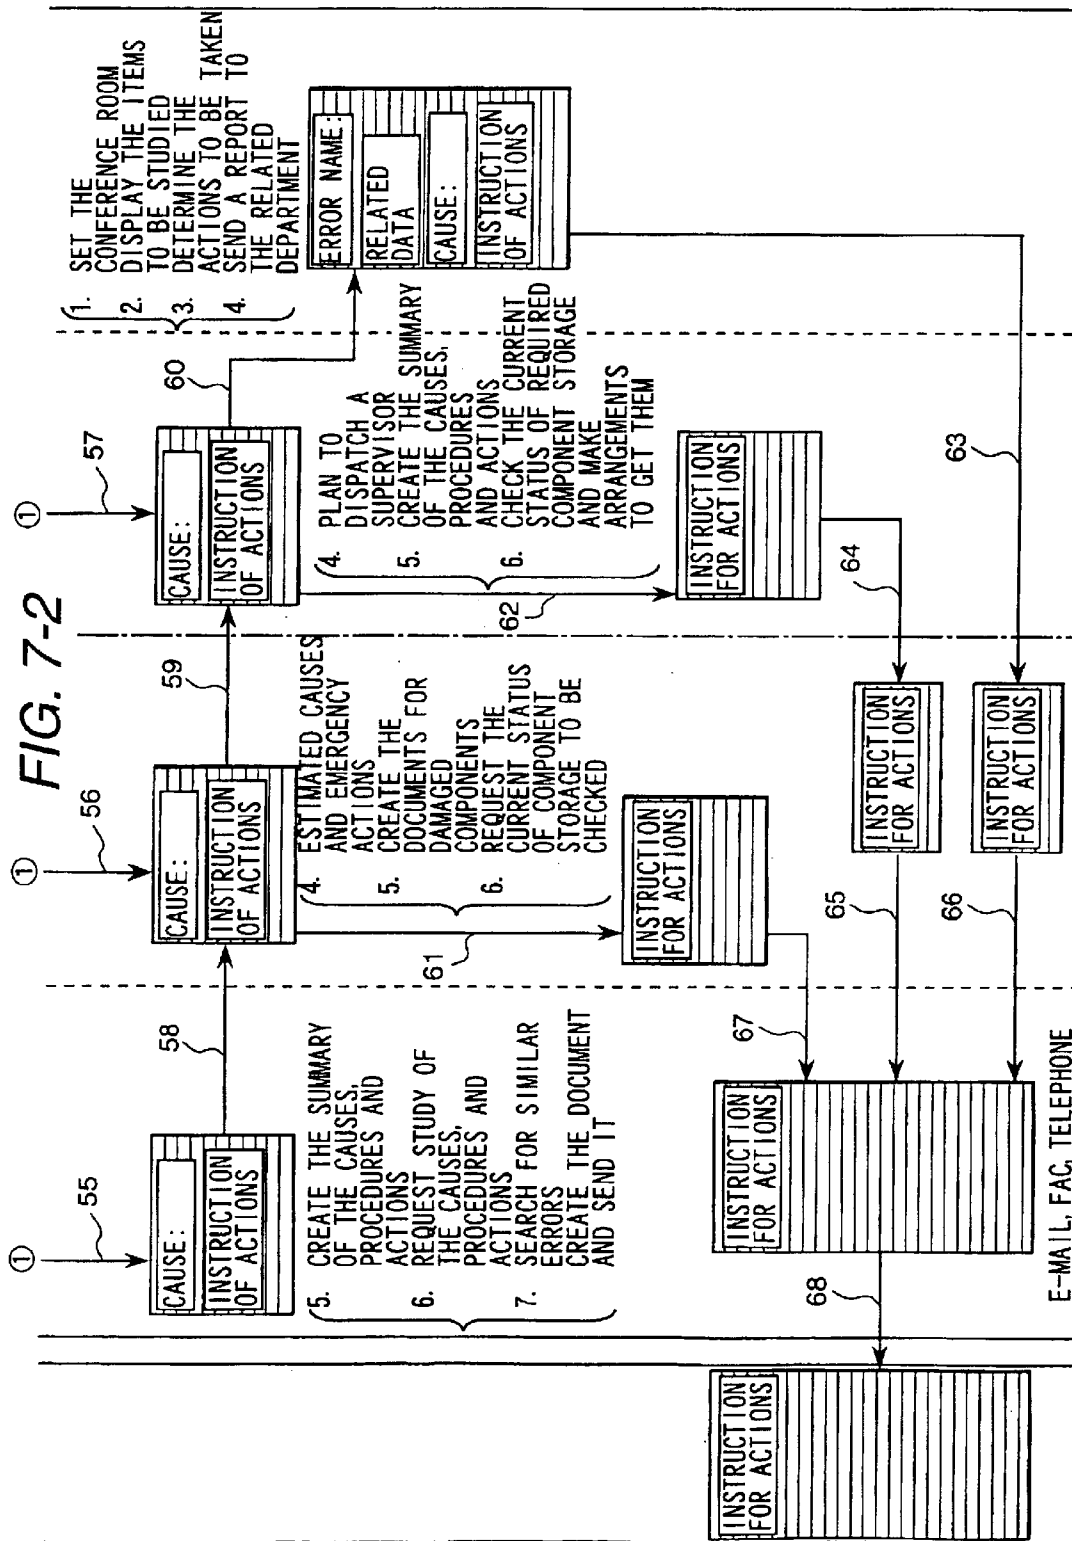 FIG. 7-2
①
55
CAUSE:
INSTRUCTION
OF ACTIONS
58
5. CREATE THE SUMMARY
OF THE CAUSES,
PROCEDURES AND
ACTIONS
6. REQUEST STUDY OF
THE CAUSES,
PROCEDURES AND
ACTIONS
7. SEARCH FOR SIMILAR
ERRORS
CREATE THE DOCUMENT
AND SEND IT
①
56
CAUSE:
INSTRUCTION
OF ACTIONS
59
4. ESTIMATED CAUSES
AND EMERGENCY
ACTIONS
5. CREATE THE
DOCUMENTS FOR
DAMAGED
COMPONENTS
6. REQUEST THE
CURRENT STATUS
OF COMPONENT
STORAGE TO BE
CHECKED
61
INSTRUCTION
FOR ACTIONS
①
57
CAUSE:
INSTRUCTION
OF ACTIONS
60
4. PLAN TO
DISPATCH A
SUPERVISOR
5. CREATE THE SUMMARY
OF THE CAUSES,
PROCEDURES
AND ACTIONS
6. CHECK THE CURRENT
STATUS OF REQUIRED
COMPONENT STORAGE
AND MAKE
ARRANGEMENTS
TO GET THEM
62
INSTRUCTION
FOR ACTIONS
1. SET THE
CONFERENCE ROOM
2. DISPLAY THE ITEMS
TO BE STUDIED
3. DETERMINE THE
ACTIONS TO BE TAKEN
4. SEND A REPORT TO
THE RELATED
DEPARTMENT
ERROR NAME:
RELATED
DATA
CAUSE:
INSTRUCTION
OF ACTIONS
63
64
INSTRUCTION
FOR ACTIONS
65
INSTRUCTION
FOR ACTIONS
66
67
INSTRUCTION
FOR ACTIONS
68
INSTRUCTION
FOR ACTIONS
E-MAIL, FAC, TELEPHONE